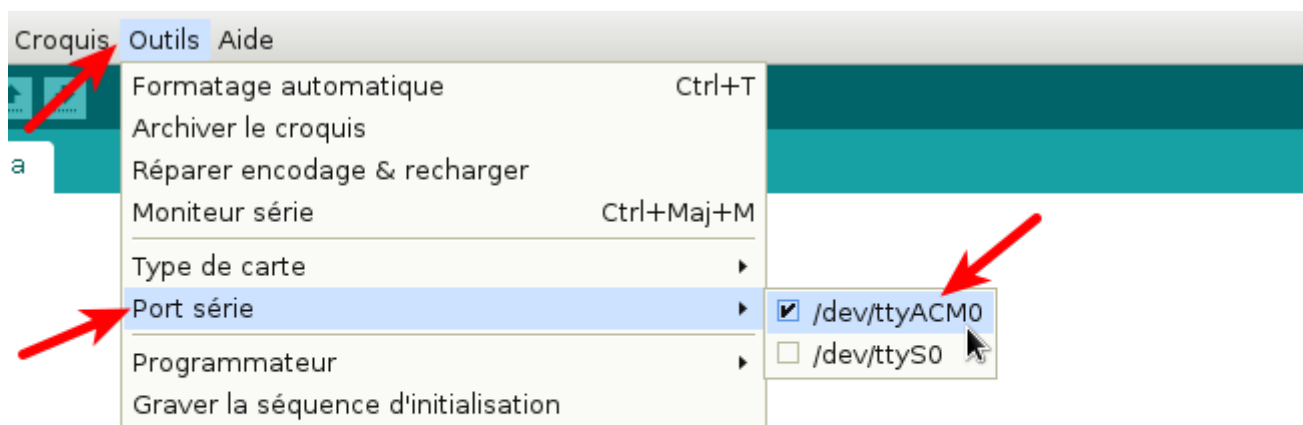 Croquis Outils Aide
Formatage automatique Ctrl+T
Archiver le croquis
a
Réparer encodage & recharger
Moniteur série Ctrl+Maj+M
Type de carte
Port série
/dev/ttyACM0
/dev/ttyS0
Programmateur
Graver la séquence d'initialisation